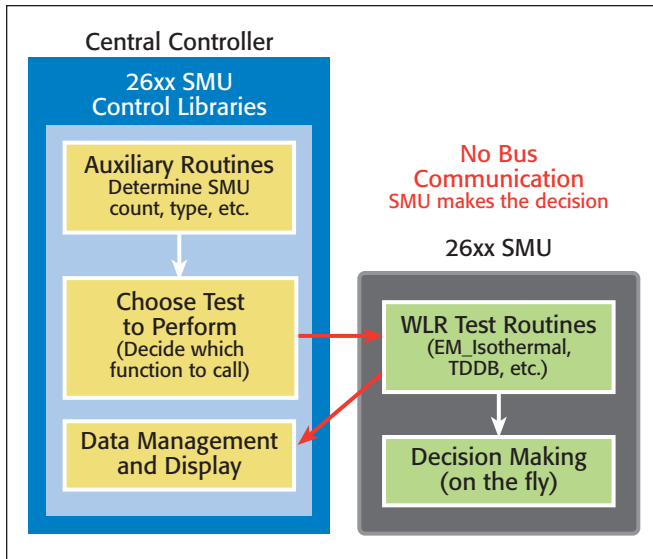 Central Controller
26xx SMU
Control Libraries
Auxiliary Routines
Determine SMU
count, type, etc.
Choose Test
to Perform
(Decide which
function to call)
Data Management
and Display
No Bus
Communication
SMU makes the decision
26xx SMU
WLR Test Routines
(EM_Isothermal,
TDDB, etc.)
Decision Making
(on the fly)